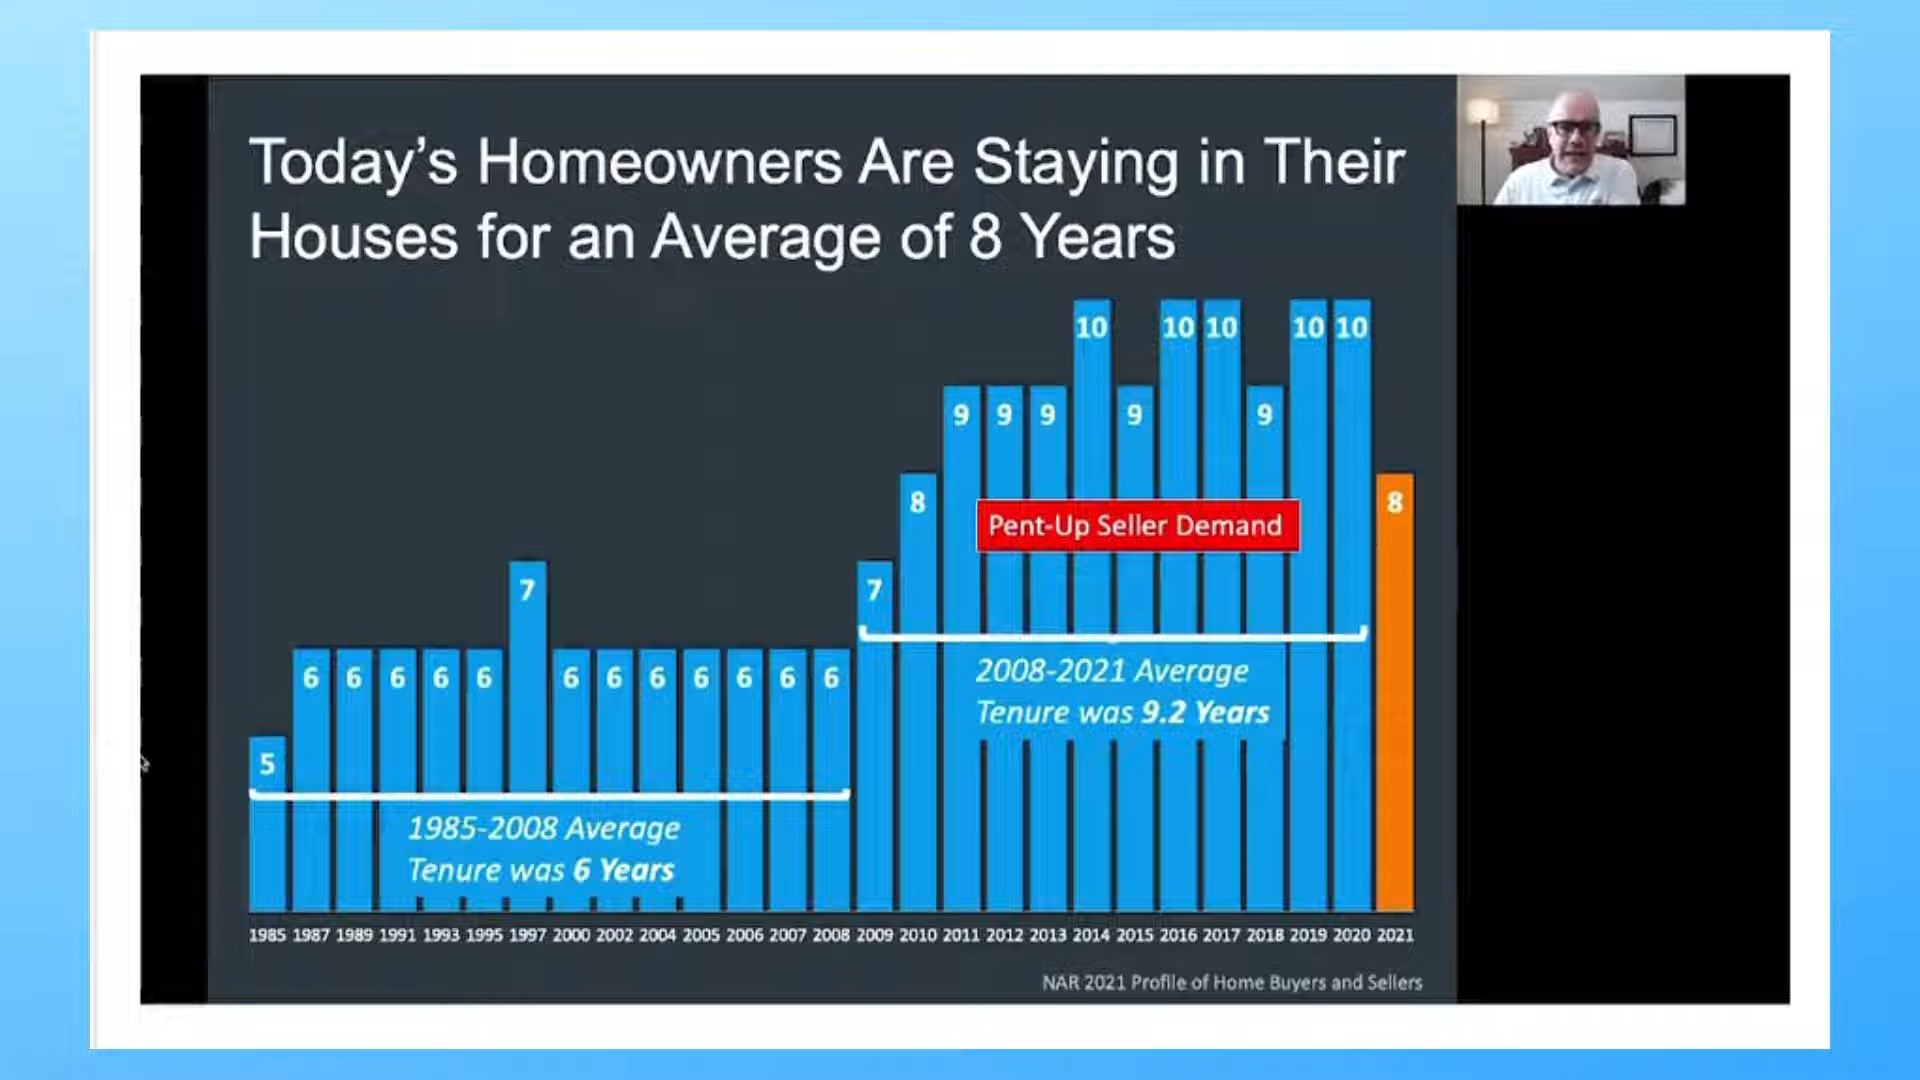 Today's Homeowners Are Staying in Their
Houses for an Average of 8 Years
10 10 10 10 10
9 9 9 9 9
8 8
Pent-Up Seller Demand
7 7
6 6 6 6 6 6 6 6 6 6 6 6
2008-2021 Average
Tenure was 9.2 Years
5
1985-2008 Average
Tenure was 6 Years
1985 1987 1989 1991 1993 1995 1997 2000 2002 2004 2005 2006 2007 2008 2009 2010 2011 2012 2013 2014 2015 2016 2017 2018 2019 2020 2021
NAR 2021 Profile of Home Buyers and Sellers